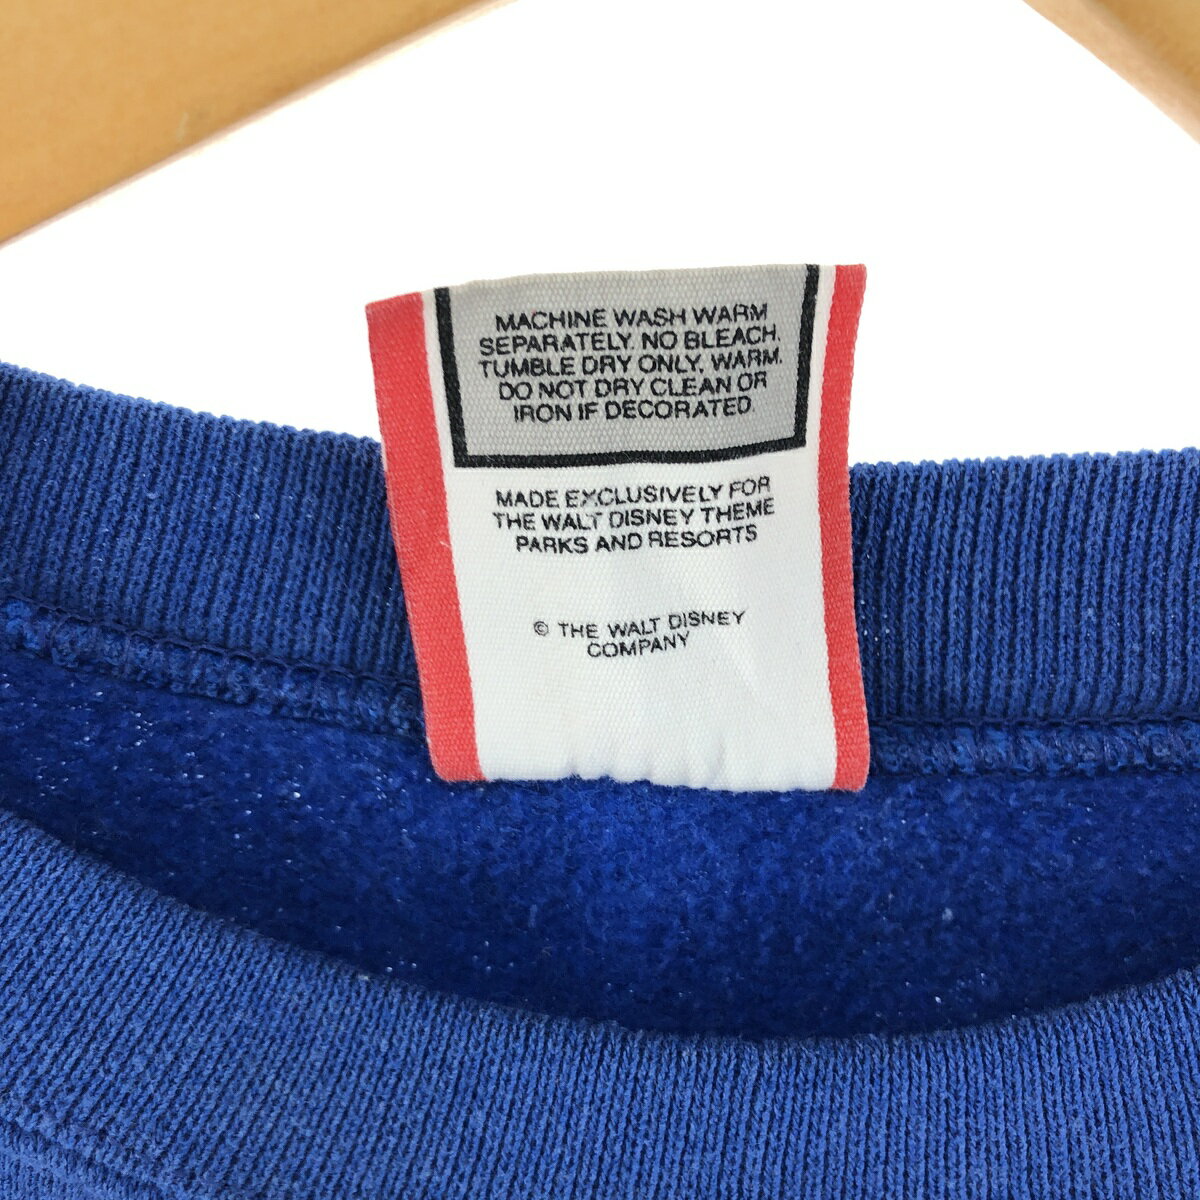 MACHINE WASH WARM
SEPARATELY. NO BLEACH.
TUMBLE DRY ONLY, WARM.
DO NOT DRY CLEAN OR
IRON IF DECORATED.
MADE EXCLUSIVELY FOR
THE WALT DISNEY THEME
PARKS AND RESORTS
© THE WALT DISNEY
COMPANY